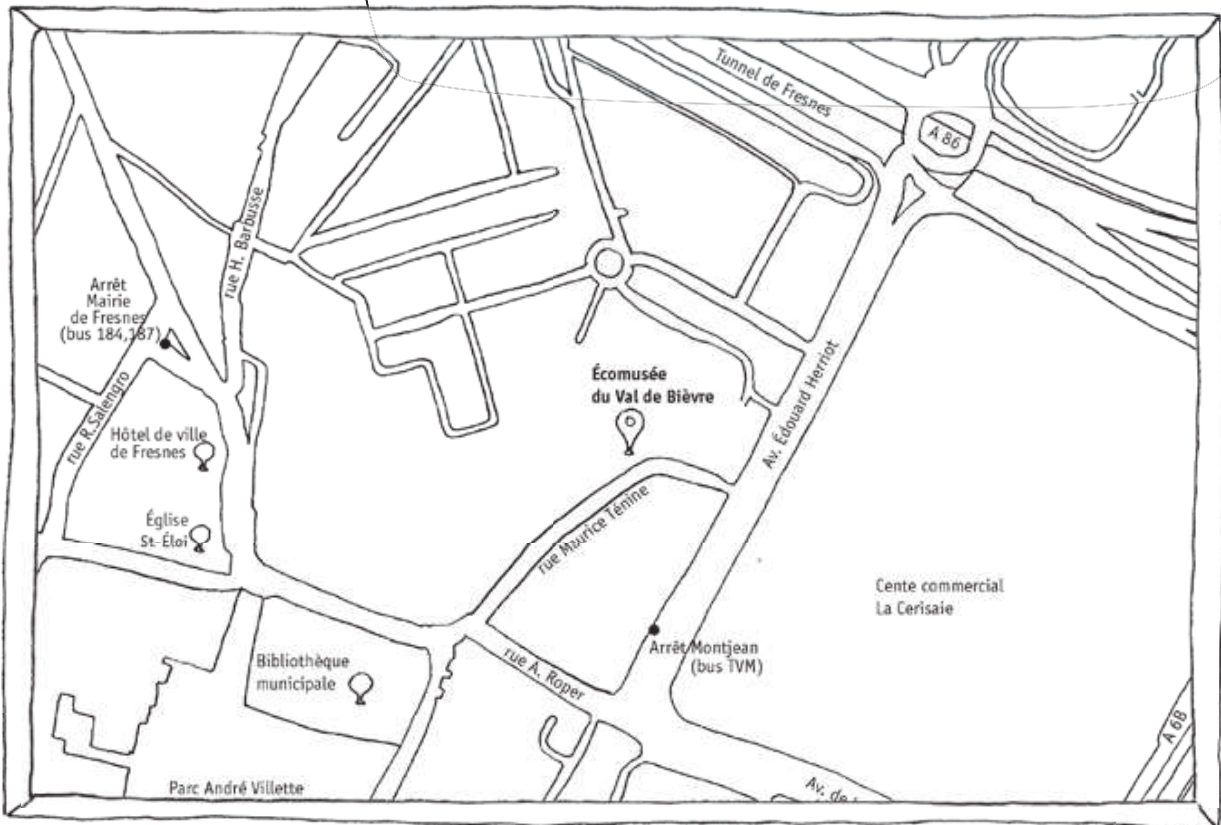 Tunnel de Fresnes
A 86
rue H. Barbusse
Arrêt
Mairie
de Fresnes
(bus 184,187)
Écomusée
du Val de Bièvre
Av. Édouard Herriot
rue R.Salengro
Hôtel de ville
de Fresnes
Église
St-Éloi
rue Maurice Ténine
Cente commercial
La Cerisaie
Arrêt Montjean
(bus TVM)
rue A. Roper
Bibliothèque
municipale
A 6B
Parc André Villette
Av. de